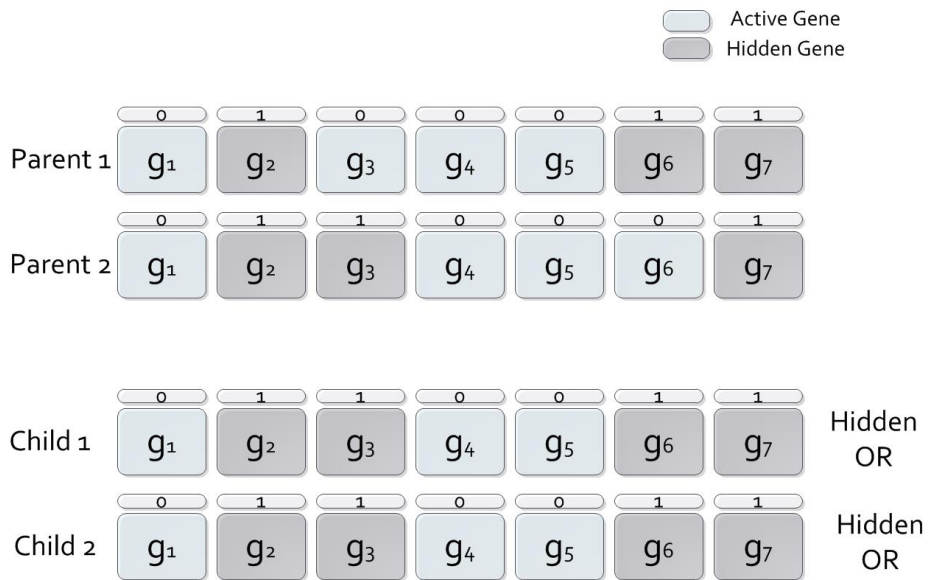 Active Gene
Hidden Gene
0 1 0 0 0 1 1
Parent 1 g1 g2 g3 g4 g5 g6 g7
0 1 1 0 0 0 1
Parent 2 g1 g2 g3 g4 g5 g6 g7
0 1 1 0 0 1 1
Child 1 g1 g2 g3 g4 g5 g6 g7 Hidden
OR
0 1 1 0 0 1 1
Child 2 g1 g2 g3 g4 g5 g6 g7 Hidden
OR